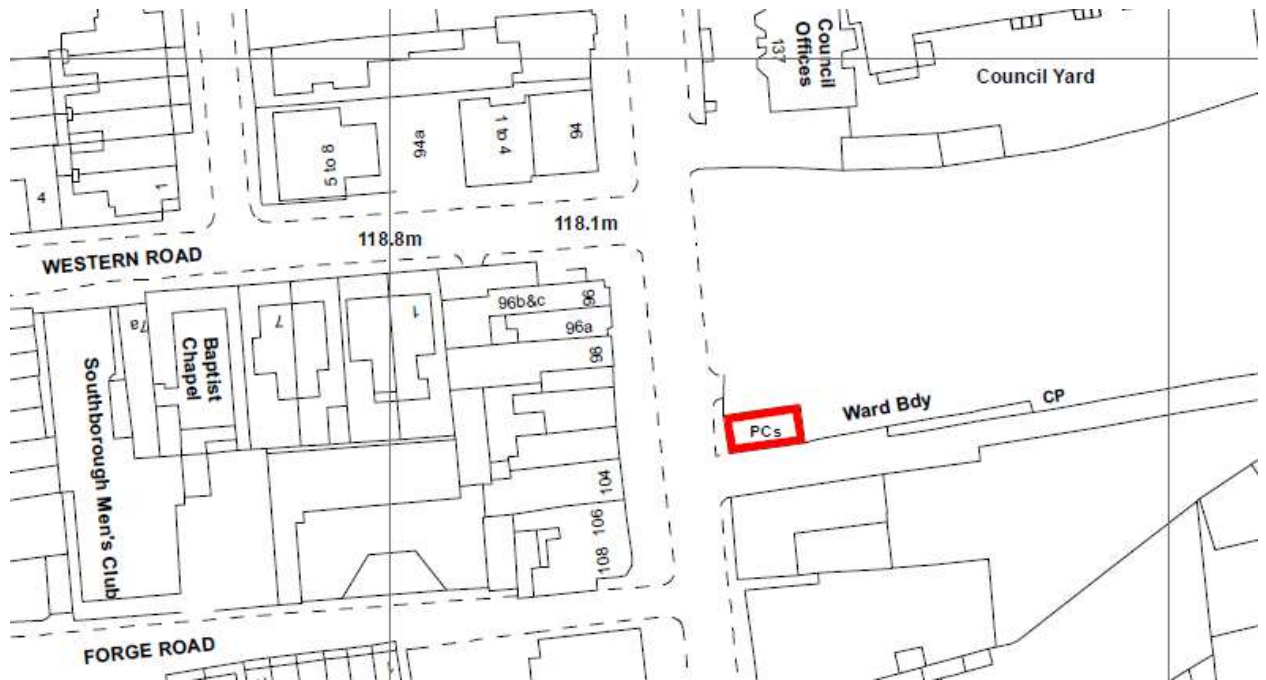 Council
Offices
137
Council Yard
5 to 8
94a
1 to 4
94
4
1
118.1m
118.8m
WESTERN ROAD
7a
Baptist
Chapel
7
1
96b&c
96
96a
98
Southborough Men's Club
Ward Bdy
CP
PCs
104
106
108
FORGE ROAD